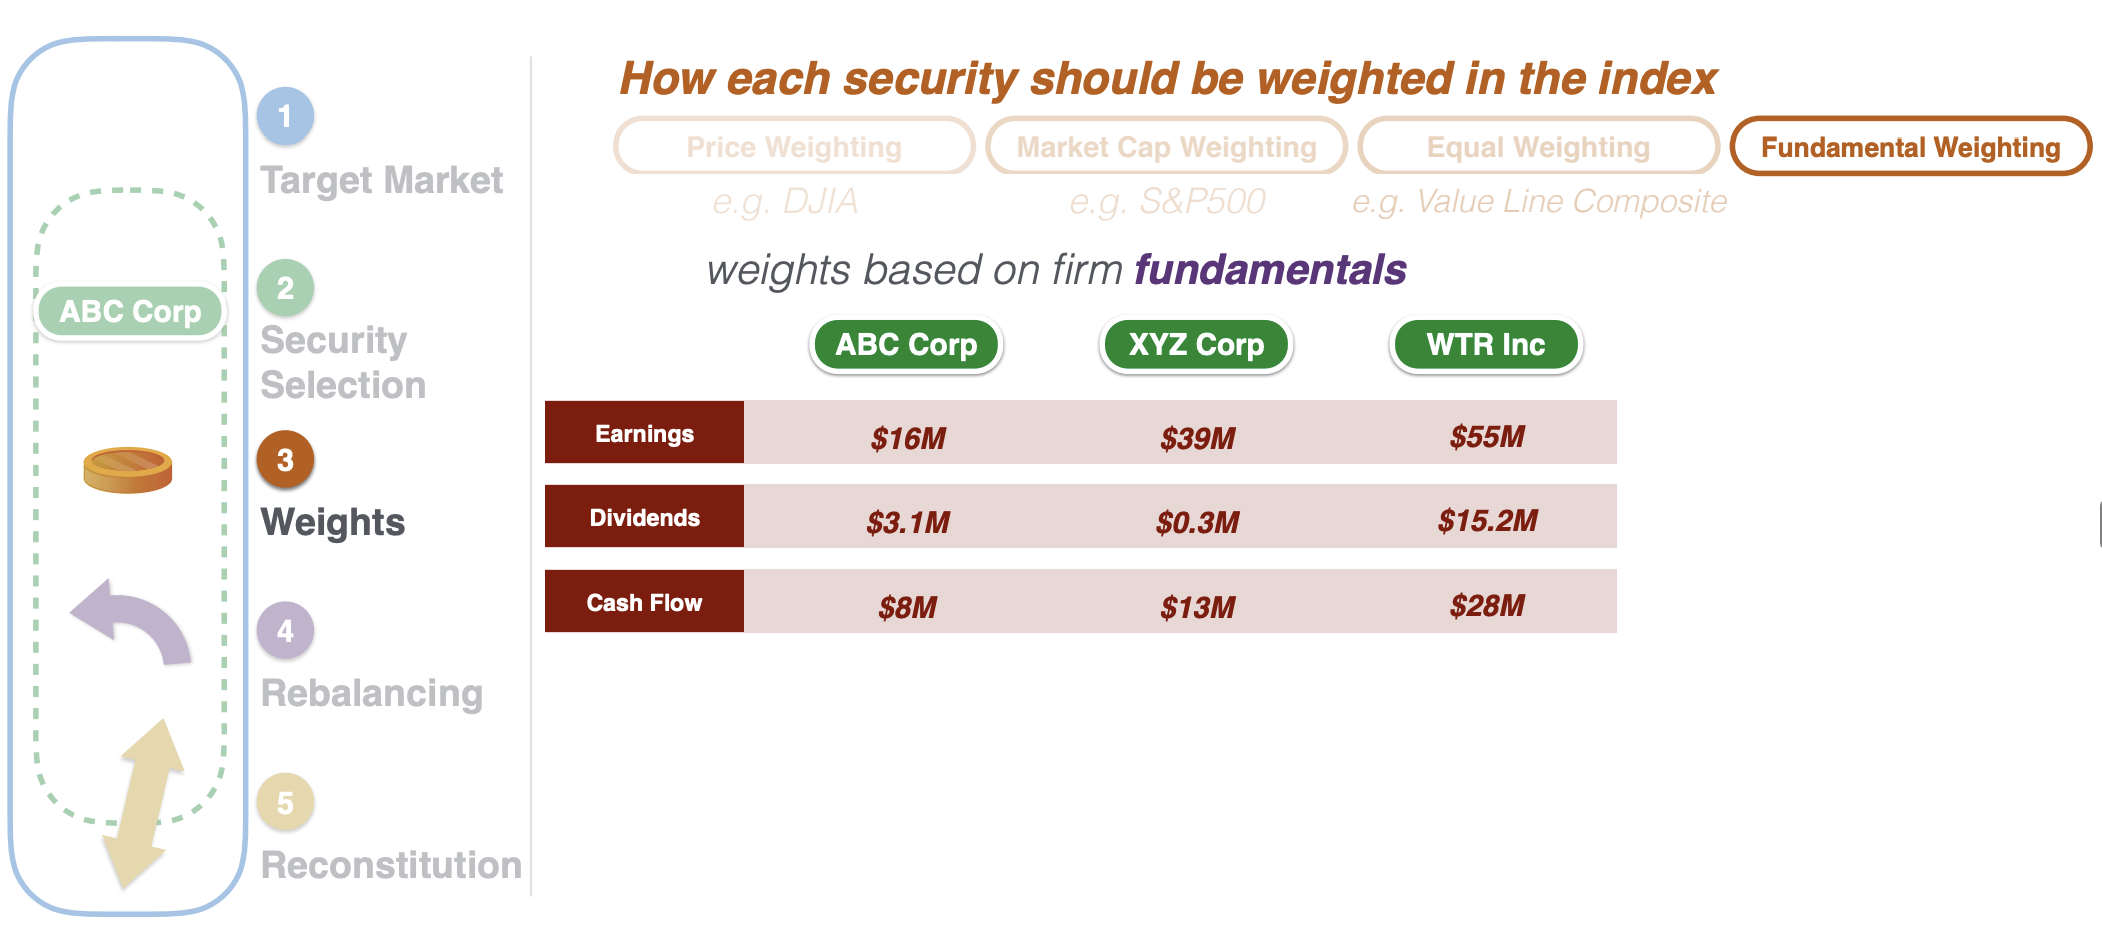 1
Target Market
ABC Corp
2
Security
Selection
3
Weights
4
Rebalancing
5
Reconstitution
How each security should be weighted in the index
Price Weighting
Market Cap Weighting
Equal Weighting
Fundamental Weighting
e.g. DJIA
e.g. S&P500
e.g. Value Line Composite
weights based on firm fundamentals
ABC Corp
XYZ Corp
WTR Inc
Earnings
$16M
$39M
$55M
Dividends
$3.1M
$0.3M
$15.2M
Cash Flow
$8M
$13M
$28M